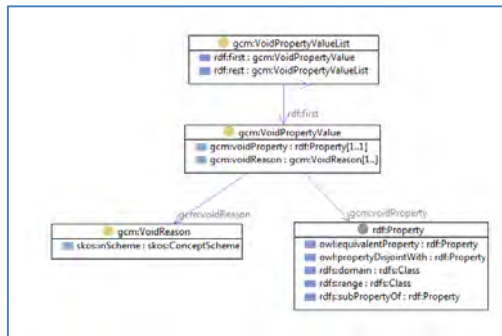 gcm:VoidPropertyValueList
rdf:first : gcm:VoidPropertyValue
rdf:rest : gcm:VoidPropertyValueList
rdf:first
gcm:VoidPropertyValue
gcm:voidProperty : rdf:Property[1..1]
gcm:voidReason : gcm:VoidReason[1..]
gcm:voidReason
gcm:voidProperty
gcm:VoidReason
skos:inScheme : skos:ConceptScheme
rdf:Property
owl:equivalentProperty : rdf:Property
owl:propertyDisjointWith : rdf:Property
rdfs:domain : rdfs:Class
rdfs:range : rdfs:Class
rdfs:subPropertyOf : rdf:Property